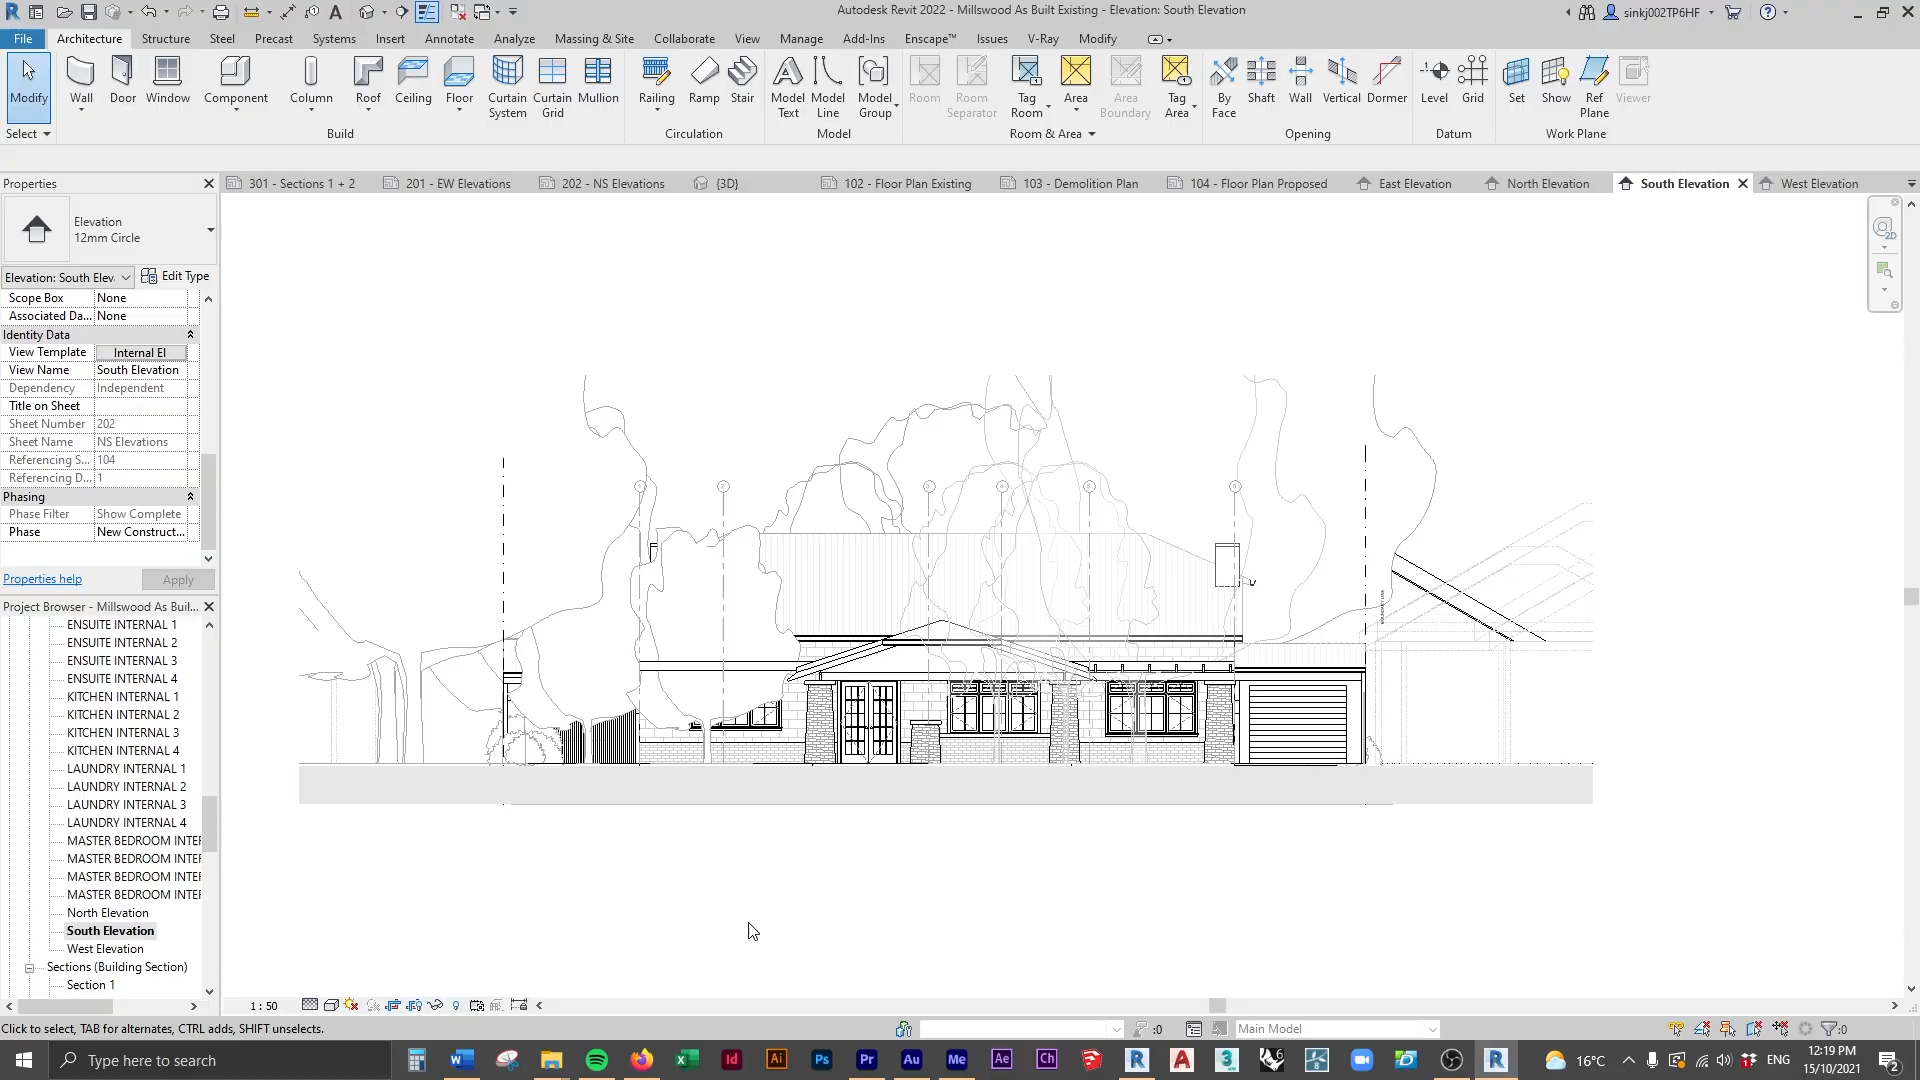 Autodesk Revit 2022 - Millswood As Built Existing - Elevation: South Elevation
sinkj002TP6HF
File Architecture Structure Steel Precast Systems Insert Annotate Analyze Massing & Site Collaborate View Manage Add-Ins Enscape™ Issues V-Ray Modify
Modify Wall Door Window Component Column Roof Ceiling Floor Curtain System Curtain Grid Mullion Railing Ramp Stair Model Text Model Line Model Group Room Room Separator Tag Room Area Area Boundary Tag Area By Face Shaft Wall Vertical Dormer Level Grid Set Show Ref Plane Viewer
Select Build Circulation Model Room & Area Opening Datum Work Plane
Properties
301 - Sections 1 + 2 201 - EW Elevations 202 - NS Elevations {3D} 102 - Floor Plan Existing 103 - Demolition Plan 104 - Floor Plan Proposed East Elevation North Elevation South Elevation West Elevation
Elevation
12mm Circle
Elevation: South Elev Edit Type
Scope Box None
Associated Da... None
Identity Data
View Template Internal El
View Name South Elevation
Dependency Independent
Title on Sheet
Sheet Number 202
Sheet Name NS Elevations
Referencing S... 104
Referencing D... 1
Phasing
Phase Filter Show Complete
Phase New Construct...
Properties help Apply
Project Browser - Millswood As Buil...
ENSUITE INTERNAL 1
ENSUITE INTERNAL 2
ENSUITE INTERNAL 3
ENSUITE INTERNAL 4
KITCHEN INTERNAL 1
KITCHEN INTERNAL 2
KITCHEN INTERNAL 3
KITCHEN INTERNAL 4
LAUNDRY INTERNAL 1
LAUNDRY INTERNAL 2
LAUNDRY INTERNAL 3
LAUNDRY INTERNAL 4
MASTER BEDROOM INTER
MASTER BEDROOM INTER
MASTER BEDROOM INTER
MASTER BEDROOM INTER
North Elevation
South Elevation
West Elevation
Sections (Building Section)
Section 1
2D
1 : 50
Click to select, TAB for alternates, CTRL adds, SHIFT unselects.
:0
Main Model
:0
Type here to search
Id Ai Ps Pr Au Me Ae Ch
16°C
ENG
12:19 PM
15/10/2021
2